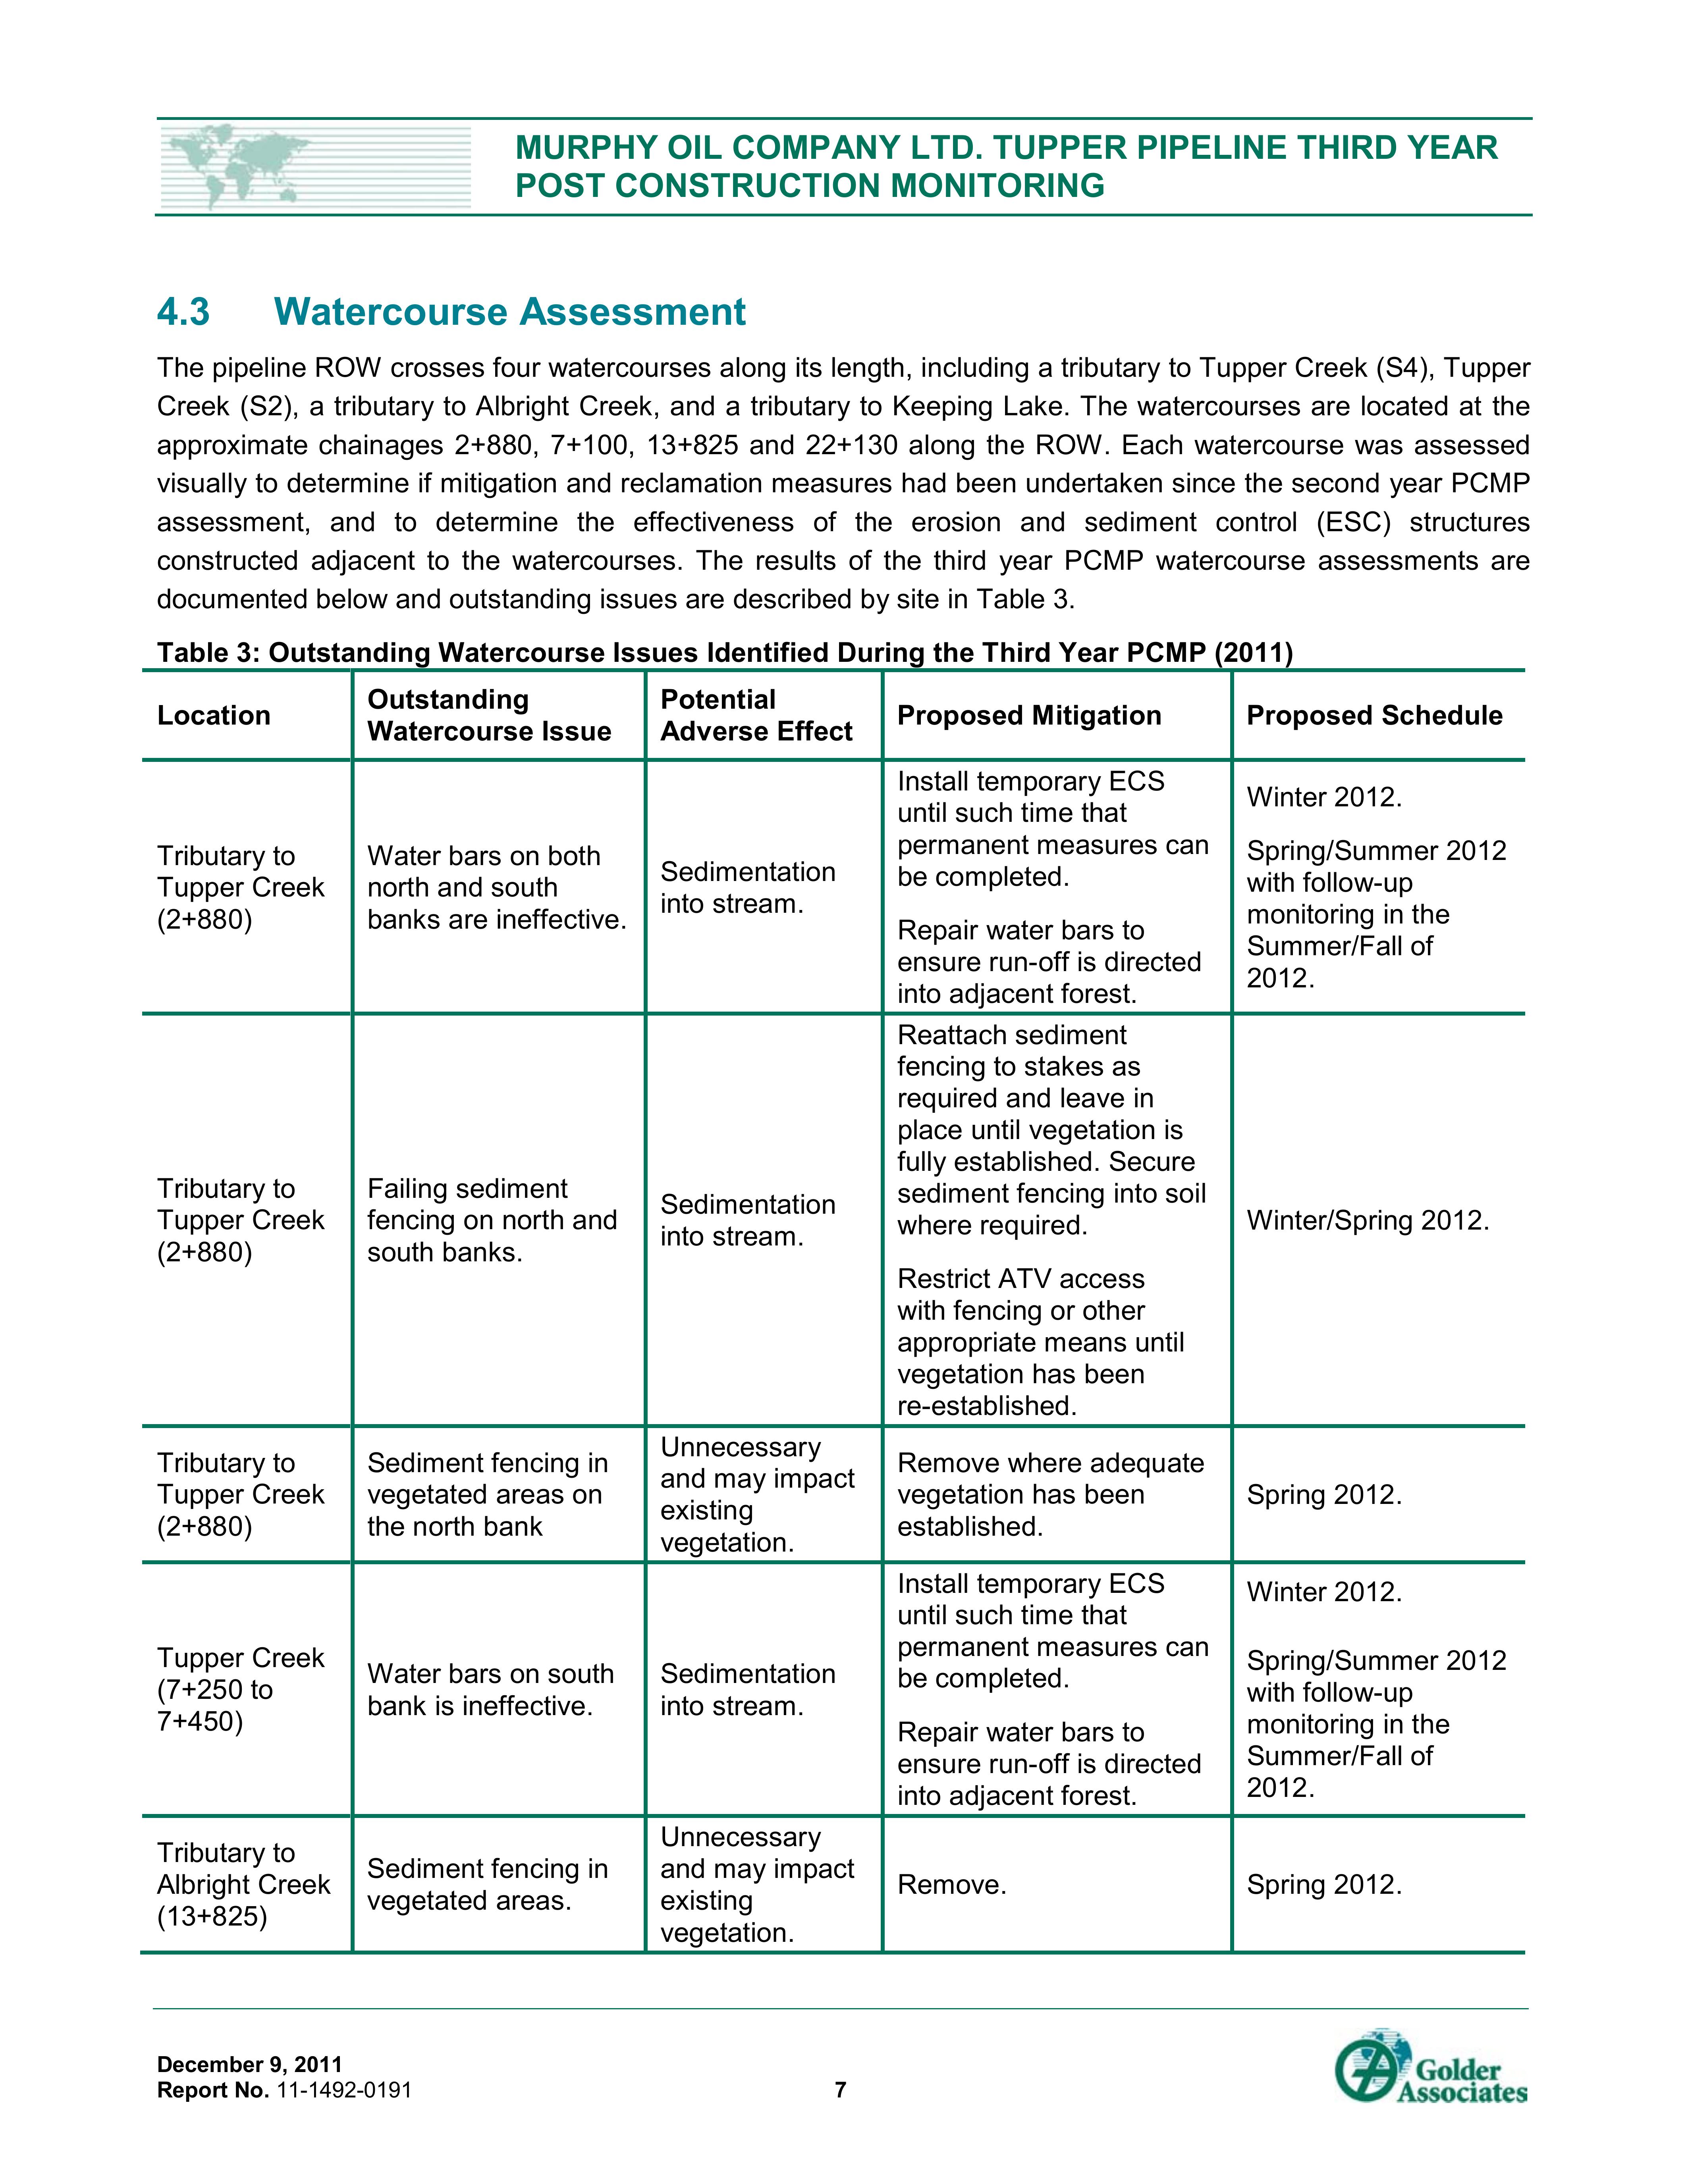 MURPHY OIL COMPANY LTD. TUPPER PIPELINE THIRD YEAR
POST CONSTRUCTION MONITORING
4.3 Watercourse Assessment
The pipeline ROW crosses four watercourses along its length, including a tributary to Tupper Creek (S4), Tupper
Creek (S2), a tributary to Albright Creek, and a tributary to Keeping Lake. The watercourses are located at the
approximate chainages 2+880, 7+100, 13+825 and 22+130 along the ROW. Each watercourse was assessed
visually to determine if mitigation and reclamation measures had been undertaken since the second year PCMP
assessment, and to determine the effectiveness of the erosion and sediment control (ESC) structures
constructed adjacent to the watercourses. The results of the third year PCMP watercourse assessments are
documented below and outstanding issues are described by site in Table 3.
Table 3: Outstanding Watercourse Issues Identified During the Third Year PCMP (2011)
Location
Outstanding
Watercourse Issue
Potential
Adverse Effect
Proposed Mitigation
Proposed Schedule
Tributary to
Tupper Creek
(2+880)
Water bars on both
north and south
banks are ineffective.
Sedimentation
into stream.
Install temporary ECS
until such time that
permanent measures can
be completed.
Repair water bars to
ensure run-off is directed
into adjacent forest.
Winter 2012.
Spring/Summer 2012
with follow-up
monitoring in the
Summer/Fall of
2012.
Tributary to
Tupper Creek
(2+880)
Failing sediment
fencing on north and
south banks.
Sedimentation
into stream.
Reattach sediment
fencing to stakes as
required and leave in
place until vegetation is
fully established. Secure
sediment fencing into soil
where required.
Restrict ATV access
with fencing or other
appropriate means until
vegetation has been
re-established.
Winter/Spring 2012.
Tributary to
Tupper Creek
(2+880)
Sediment fencing in
vegetated areas on
the north bank
Unnecessary
and may impact
existing
vegetation.
Remove where adequate
vegetation has been
established.
Spring 2012.
Tupper Creek
(7+250 to
7+450)
Water bars on south
bank is ineffective.
Sedimentation
into stream.
Install temporary ECS
until such time that
permanent measures can
be completed.
Repair water bars to
ensure run-off is directed
into adjacent forest.
Winter 2012.
Spring/Summer 2012
with follow-up
monitoring in the
Summer/Fall of
2012.
Tributary to
Albright Creek
(13+825)
Sediment fencing in
vegetated areas.
Unnecessary
and may impact
existing
vegetation.
Remove.
Spring 2012.
December 9, 2011
Report No. 11-1492-0191
7
Golder
Associates